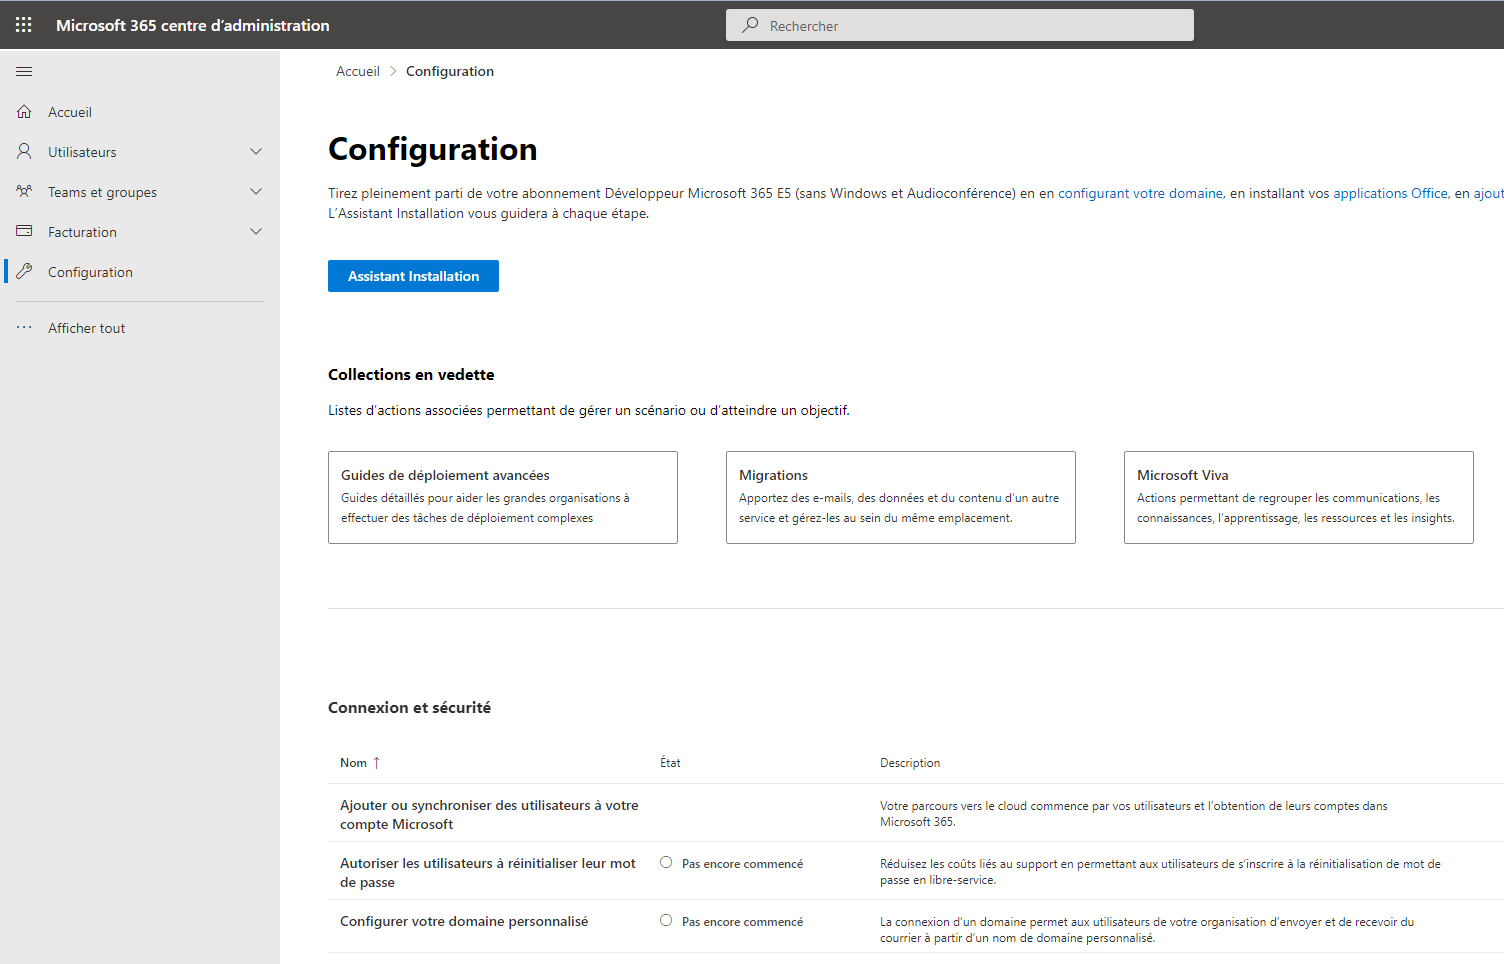 Microsoft 365 centre d’administration
Rechercher
Accueil
Utilisateurs
Teams et groupes
Facturation
Configuration
Afficher tout
Accueil > Configuration
Configuration
Tirez pleinement parti de votre abonnement Développeur Microsoft 365 E5 (sans Windows et Audioconférence) en en configurant votre domaine, en installant vos applications Office, en ajout
L’Assistant Installation vous guidera à chaque étape.
Assistant Installation
Collections en vedette
Listes d’actions associées permettant de gérer un scénario ou d’atteindre un objectif.
Guides de déploiement avancées
Guides détaillés pour aider les grandes organisations à
effectuer des tâches de déploiement complexes
Migrations
Apportez des e-mails, des données et du contenu d’un autre
service et gérez-les au sein du même emplacement.
Microsoft Viva
Actions permettant de regrouper les communications, les
connaissances, l’apprentissage, les ressources et les insights.
Connexion et sécurité
Nom ↑ État Description
Ajouter ou synchroniser des utilisateurs à votre
compte Microsoft
Votre parcours vers le cloud commence par vos utilisateurs et l’obtention de leurs comptes dans
Microsoft 365.
Autoriser les utilisateurs à réinitialiser leur mot
de passe
Pas encore commencé
Réduisez les coûts liés au support en permettant aux utilisateurs de s’inscrire à la réinitialisation de mot de
passe en libre-service.
Configurer votre domaine personnalisé
Pas encore commencé
La connexion d’un domaine permet aux utilisateurs de votre organisation d’envoyer et de recevoir du
courrier à partir d’un nom de domaine personnalisé.